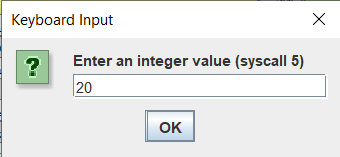 Keyboard Input
?
Enter an integer value (syscall 5)
20
OK